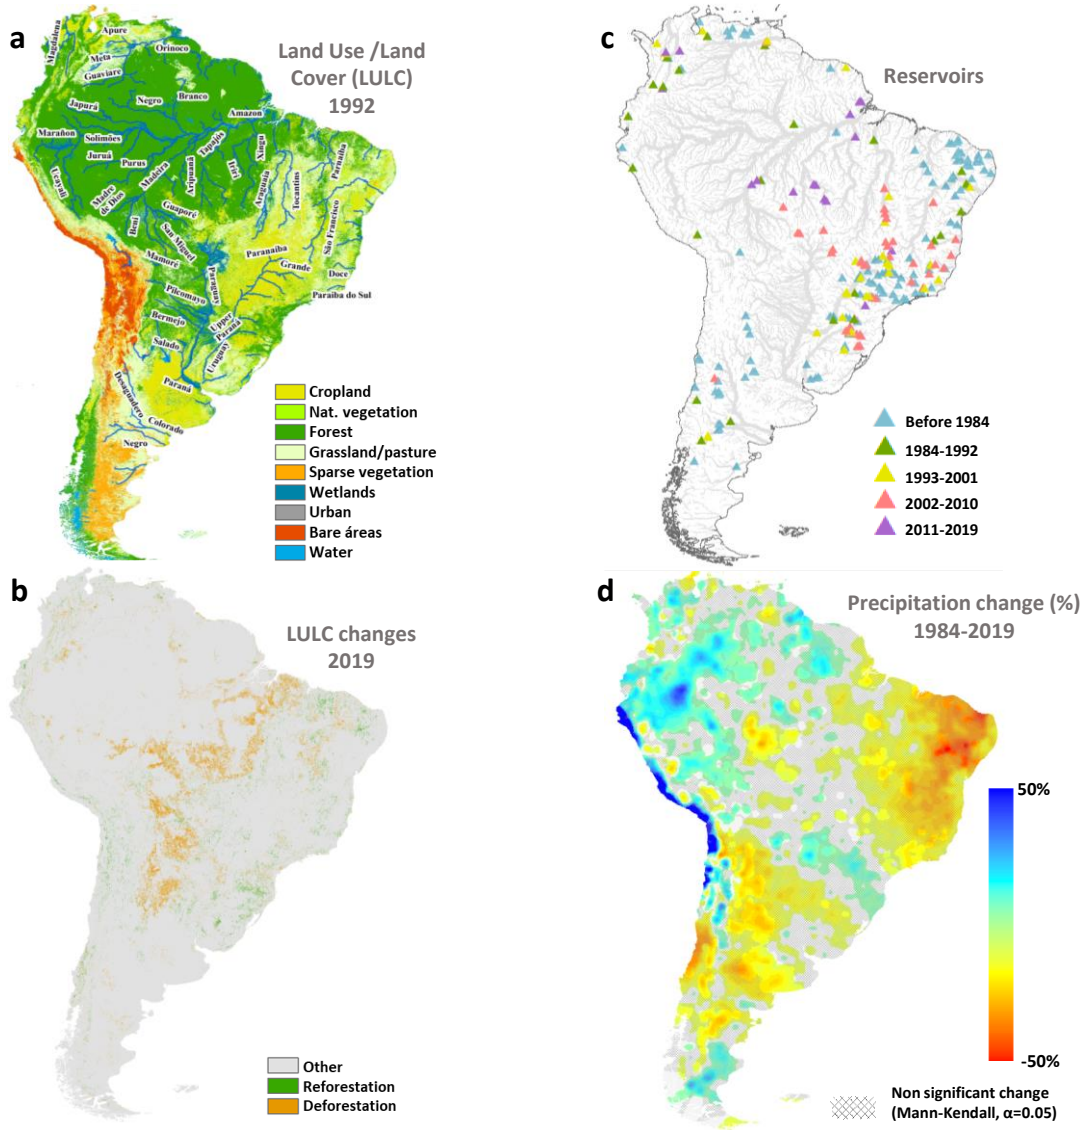 a
Land Use /Land
Cover (LULC)
1992
Magdalena
Apure
Orinoco
Meta
Guaviare
Branco
Negro
Japurá
Amazon
Marañon
Solimões
Juruá
Purus
Ucayali
Madre
de Dios
Madeira
Aripuanã
Tapajós
Iriri
Xingu
Araguaia
Tocantins
Parnaíba
São Francisco
Guaporé
Beni
San Miguel
Mamoré
Paranaíba
Grande
Doce
Paraíba do Sul
Paraguay
Pilcomayo
Bermejo
Upper
Paraná
Salado
Uruguay
Paraná
Desaguadero
Colorado
Negro
Cropland
Nat. vegetation
Forest
Grassland/pasture
Sparse vegetation
Wetlands
Urban
Bare áreas
Water
c
Reservoirs
Before 1984
1984-1992
1993-2001
2002-2010
2011-2019
b
LULC changes
2019
Other
Reforestation
Deforestation
d
Precipitation change (%)
1984-2019
50%
-50%
Non significant change
(Mann-Kendall, α=0.05)